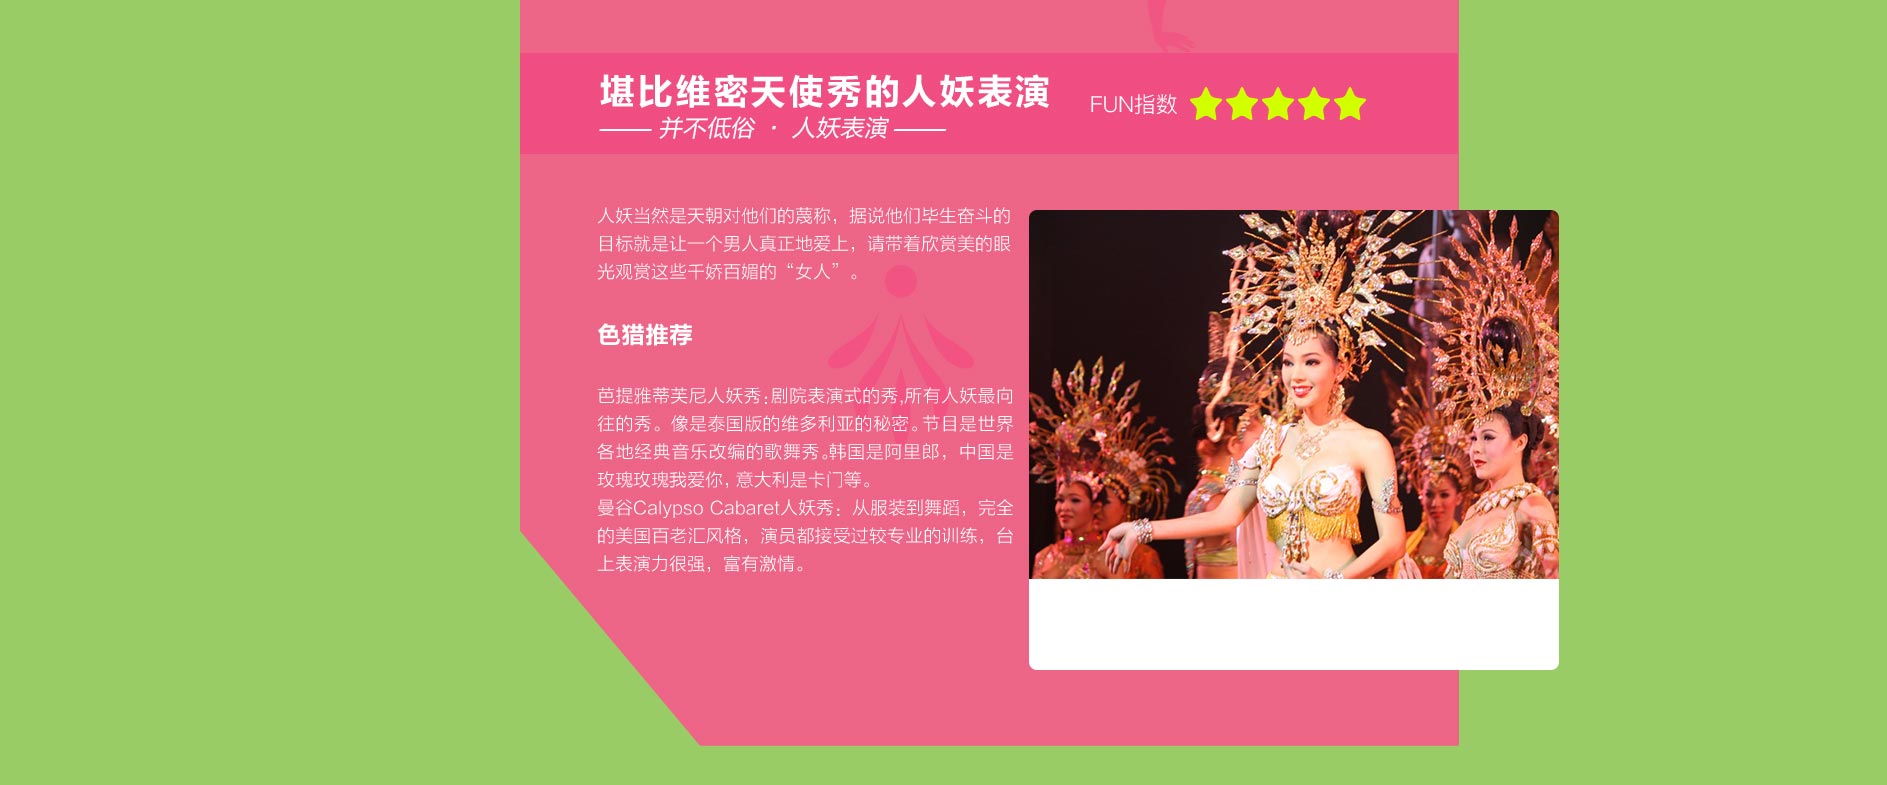 堪比维密天使秀的人妖表演
并不低俗 · 人妖表演
FUN指数
人妖当然是天朝对他们的蔑称，据说他们毕生奋斗的
目标就是让一个男人真正地爱上，请带着欣赏美的眼
光观赏这些千娇百媚的“女人”。
色猎推荐
芭提雅蒂芙尼人妖秀:剧院表演式的秀,所有人妖最向
往的秀。像是泰国版的维多利亚的秘密。节目是世界
各地经典音乐改编的歌舞秀。韩国是阿里郎，中国是
玫瑰玫瑰我爱你, 意大利是卡门等。
曼谷Calypso Cabaret人妖秀：从服装到舞蹈，完全
的美国百老汇风格，演员都接受过较专业的训练，台
上表演力很强，富有激情。